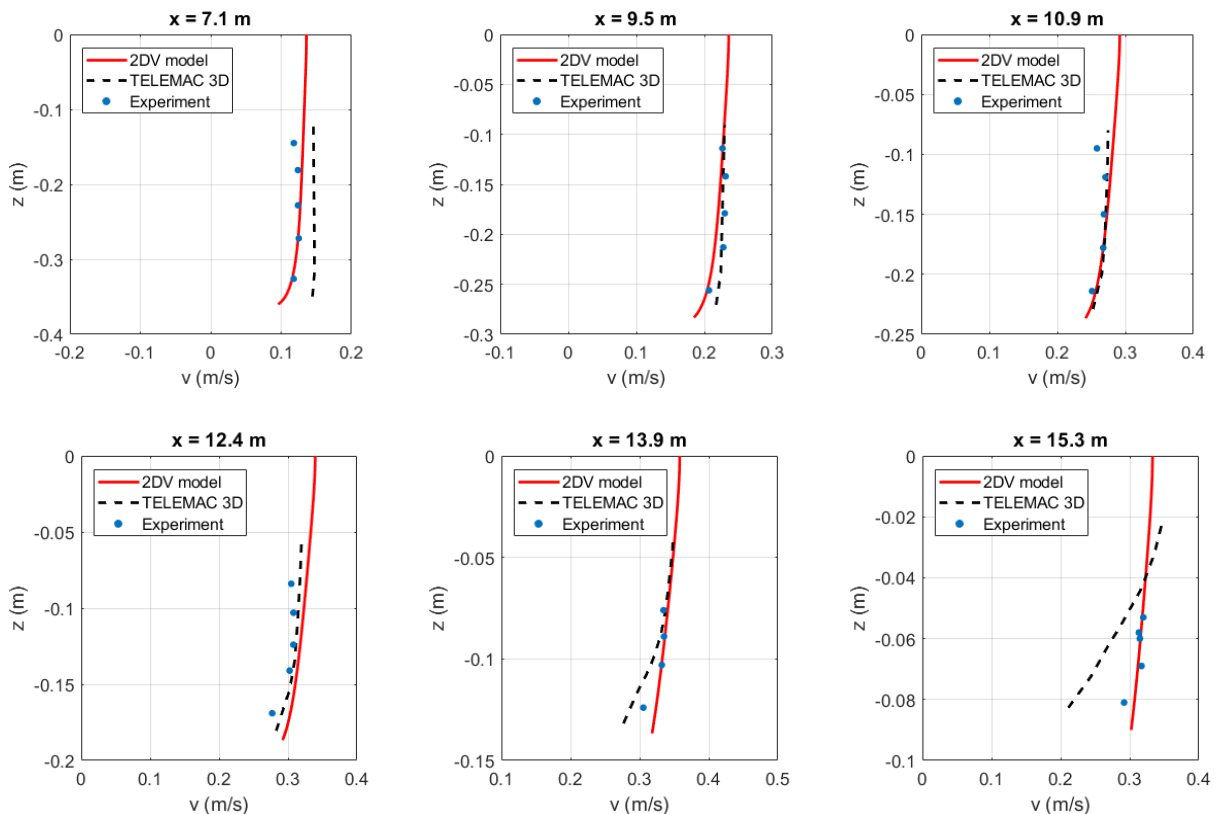 x = 7.1 m
0
-0.1
-0.2
-0.3
-0.4
z (m)
2DV model
TELEMAC 3D
Experiment
-0.2
-0.1
0
0.1
0.2
v (m/s)
x = 9.5 m
0
-0.05
-0.1
-0.15
-0.2
-0.25
-0.3
z (m)
2DV model
TELEMAC 3D
Experiment
-0.1
0
0.1
0.2
0.3
v (m/s)
x = 10.9 m
0
-0.05
-0.1
-0.15
-0.2
-0.25
z (m)
2DV model
TELEMAC 3D
Experiment
0
0.1
0.2
0.3
0.4
v (m/s)
x = 12.4 m
0
-0.05
-0.1
-0.15
-0.2
z (m)
2DV model
TELEMAC 3D
Experiment
0
0.1
0.2
0.3
0.4
v (m/s)
x = 13.9 m
0
-0.05
-0.1
-0.15
z (m)
2DV model
TELEMAC 3D
Experiment
0.1
0.2
0.3
0.4
0.5
v (m/s)
x = 15.3 m
0
-0.02
-0.04
-0.06
-0.08
-0.1
z (m)
2DV model
TELEMAC 3D
Experiment
0
0.1
0.2
0.3
0.4
v (m/s)